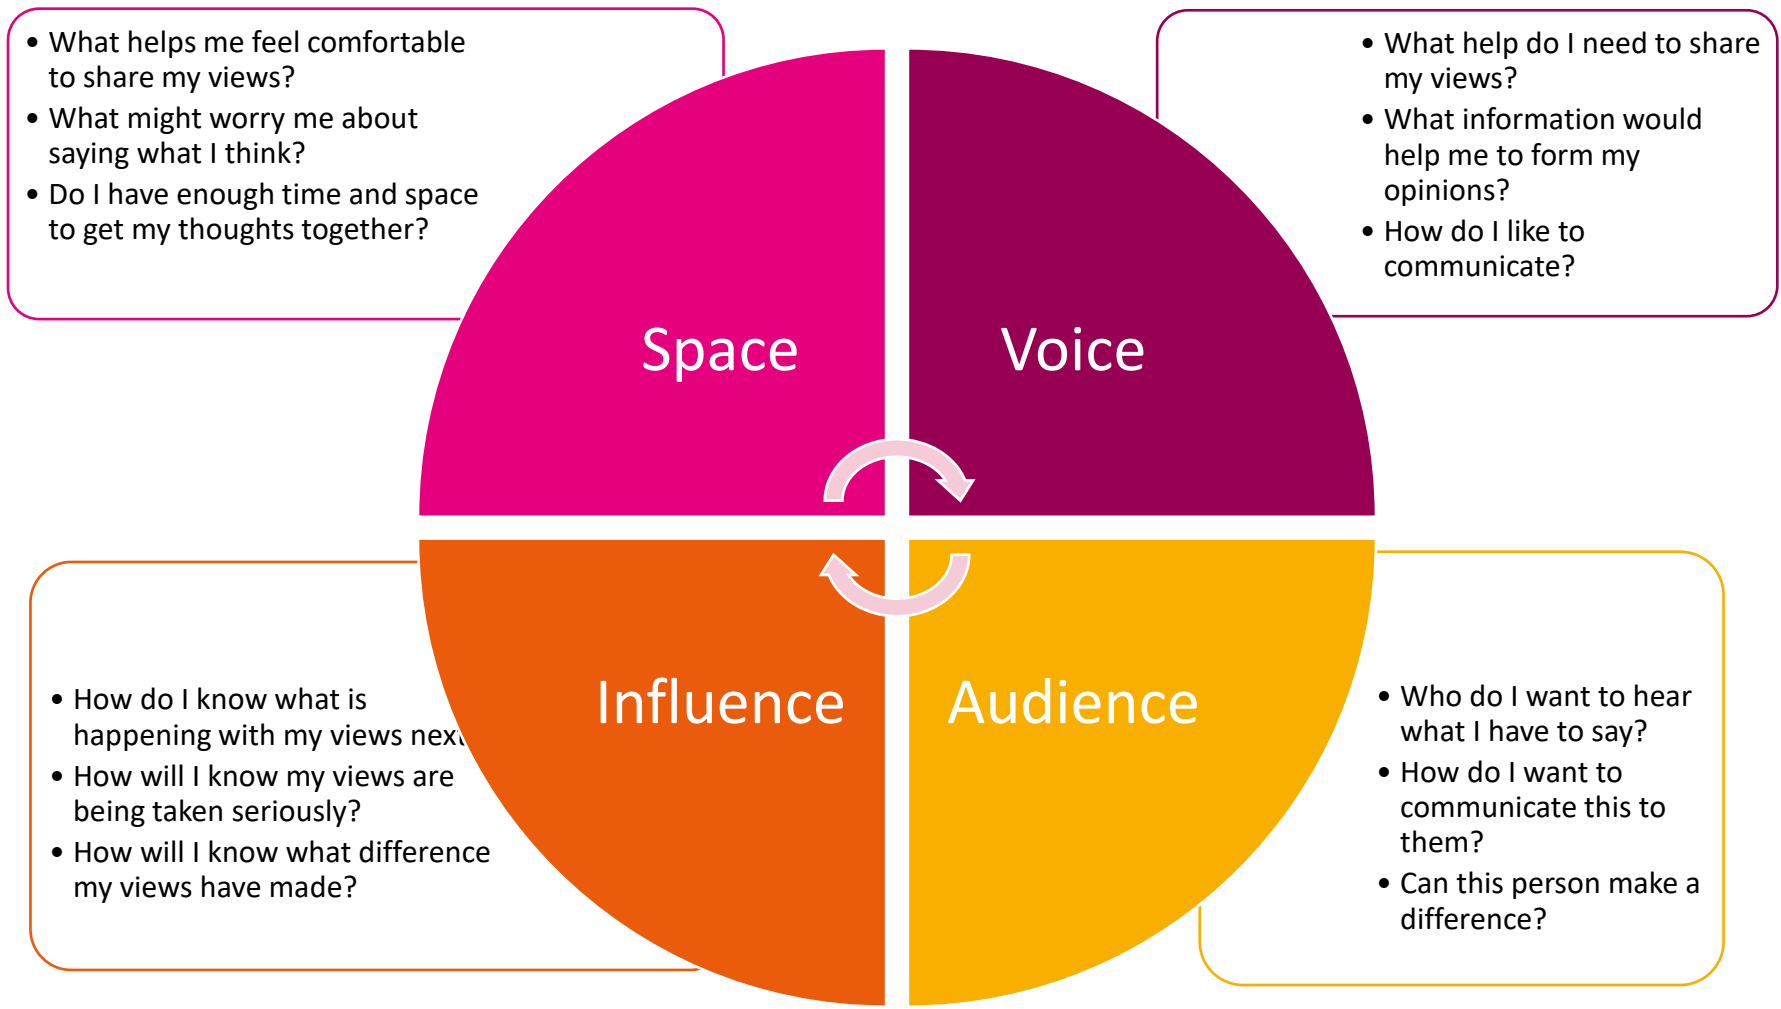 • What helps me feel comfortable
to share my views?
• What might worry me about
saying what I think?
• Do I have enough time and space
to get my thoughts together?
• What help do I need to share
my views?
• What information would
help me to form my
opinions?
• How do I like to
communicate?
Space
Voice
Influence
Audience
• How do I know what is
happening with my views next
• How will I know my views are
being taken seriously?
• How will I know what difference
my views have made?
• Who do I want to hear
what I have to say?
• How do I want to
communicate this to
them?
• Can this person make a
difference?